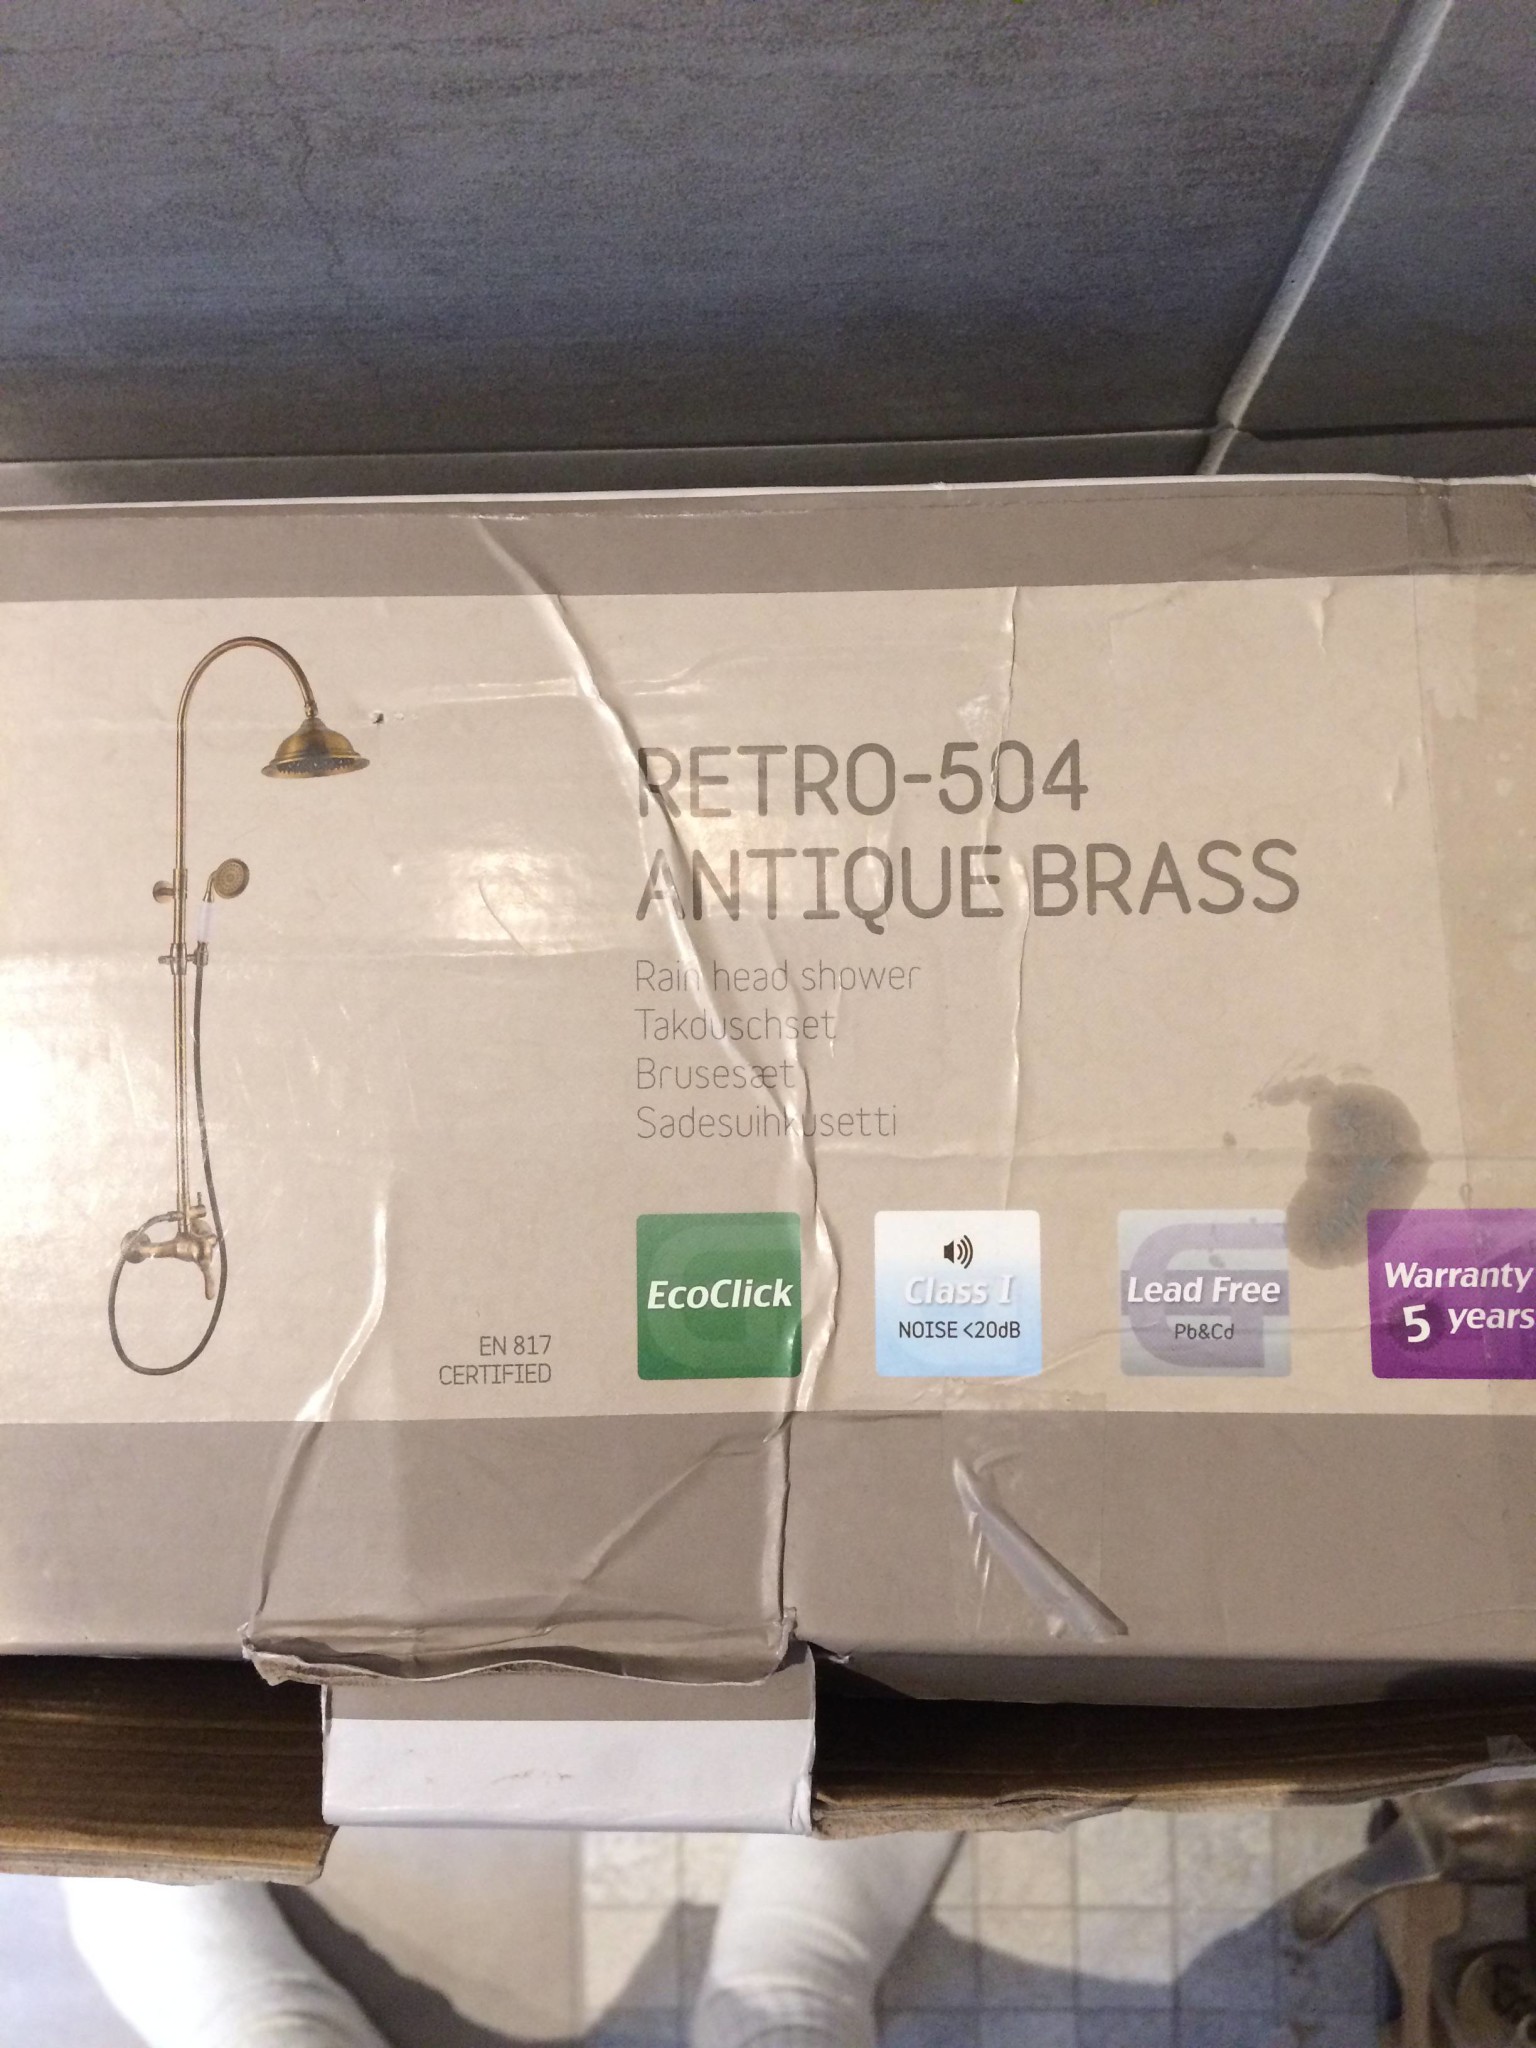 RETRO-504
ANTIQUE BRASS
Rain head shower
Takduschset
Brusesæt
Sadesuihkusetti
EN 817
CERTIFIED
EcoClick
Class I
NOISE <20dB
Lead Free
Pb&Cd
Warranty
5 years